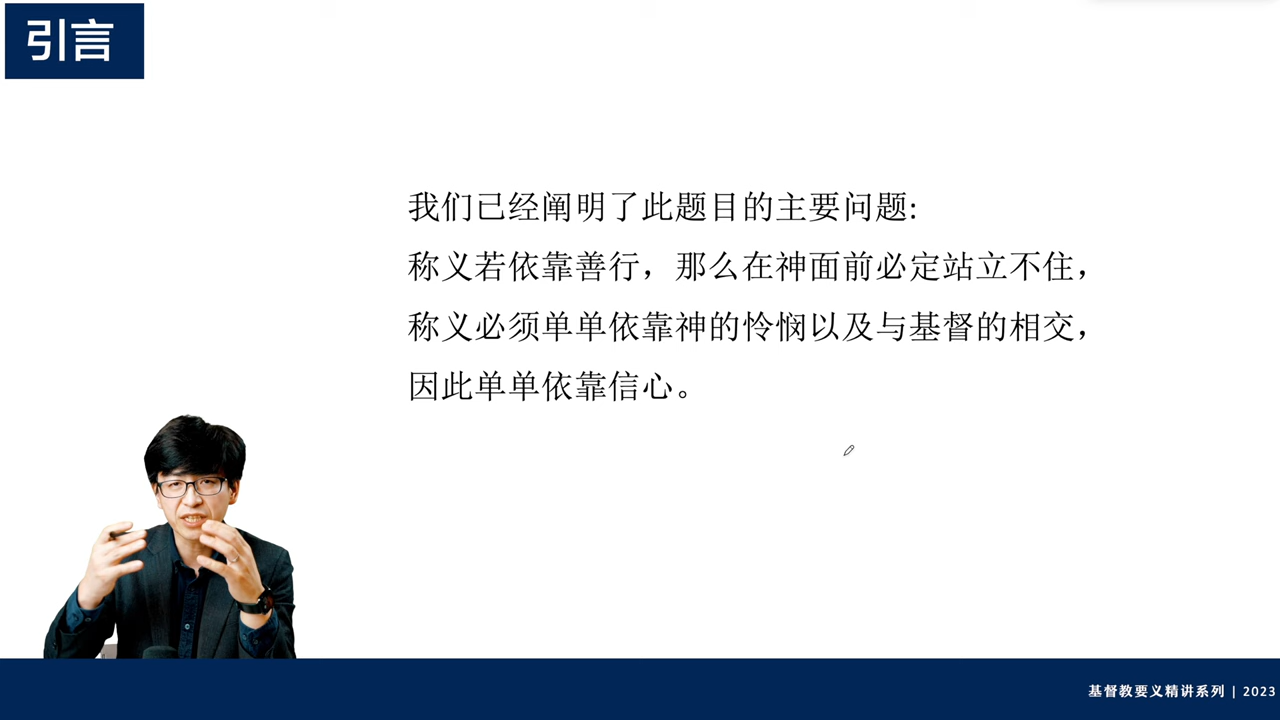 引言
我们已经阐明了此题目的主要问题:
称义若依靠善行，那么在神面前必定站立不住，
称义必须单单依靠神的怜悯以及与基督的相交，
因此单单依靠信心。
基督教要义精讲系列 | 2023